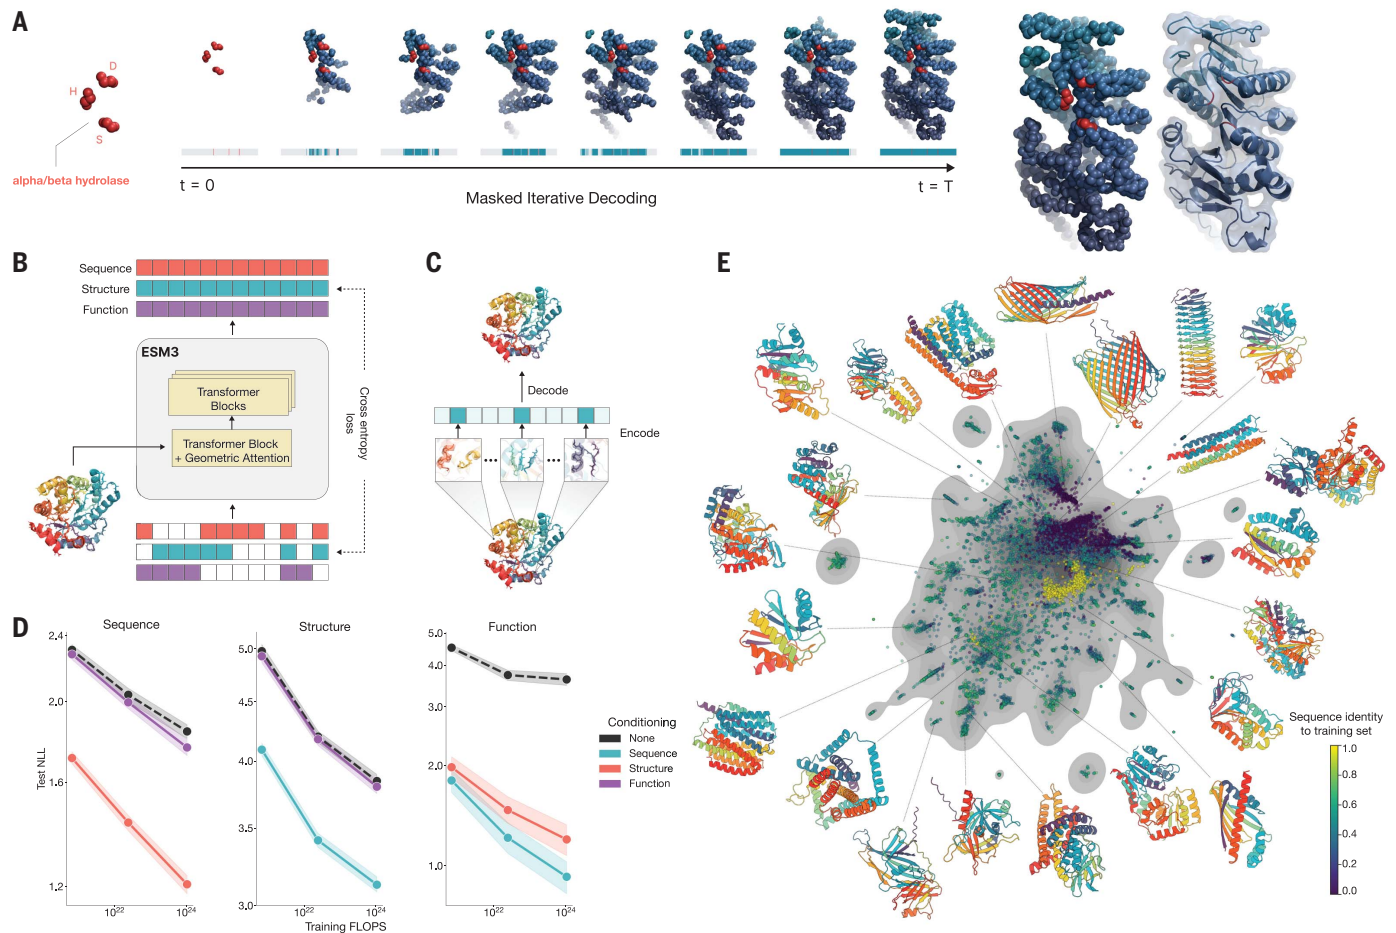 A
D
H
S
alpha/beta hydrolase
t = 0
Masked Iterative Decoding
t = T
B
Sequence
Structure
Function
ESM3
Transformer
Blocks
Transformer Block
+ Geometric Attention
Cross entropy
loss
C
Decode
Encode
D
Sequence
Structure
Function
Test NLL
2.4
2.0
1.6
1.2
5.0
4.5
4.0
3.5
3.0
5.0
4.0
3.0
2.0
1.0
10²²
10²⁴
10²²
10²⁴
10²²
10²⁴
Training FLOPS
Conditioning
None
Sequence
Structure
Function
E
Sequence identity
to training set
1.0
0.8
0.6
0.4
0.2
0.0